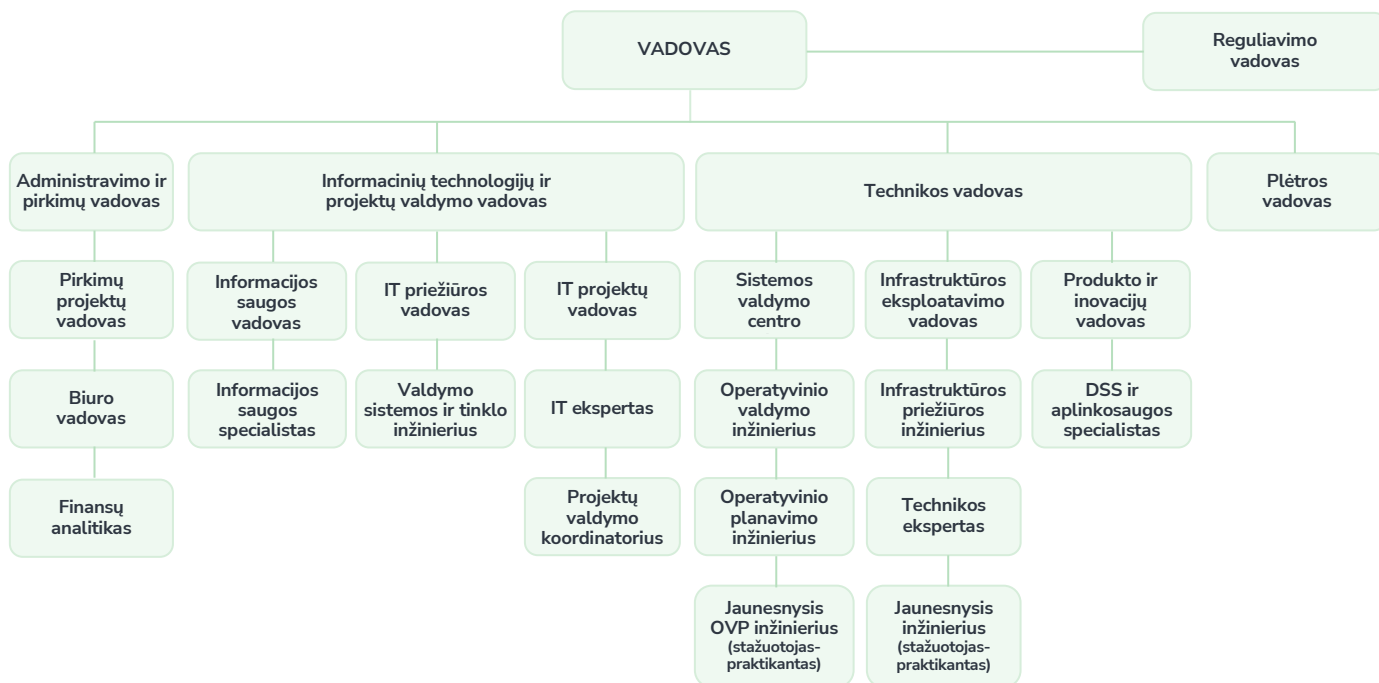 VADOVAS
Reguliavimo
vadovas
Administravimo ir
pirkimų vadovas
Informacinių technologijų ir
projektų valdymo vadovas
Technikos vadovas
Plėtros
vadovas
Pirkimų
projektų
vadovas
Informacijos
saugos
vadovas
IT priežiūros
vadovas
IT projektų
vadovas
Sistemos
valdymo
centro
Infrastruktūros
eksploatavimo
vadovas
Produkto ir
inovacijų
vadovas
Biuro
vadovas
Informacijos
saugos
specialistas
Valdymo
sistemos ir tinklo
inžinierius
IT ekspertas
Operatyvinio
valdymo
inžinierius
Infrastruktūros
priežiūros
inžinierius
DSS ir
aplinkosaugos
specialistas
Finansų
analitikas
Projektų
valdymo
koordinatorius
Operatyvinio
planavimo
inžinierius
Technikos
ekspertas
Jaunesnysis
OVP inžinierius
(stažuotojas-
praktikantas)
Jaunesnysis
inžinierius
(stažuotojas-
praktikantas)